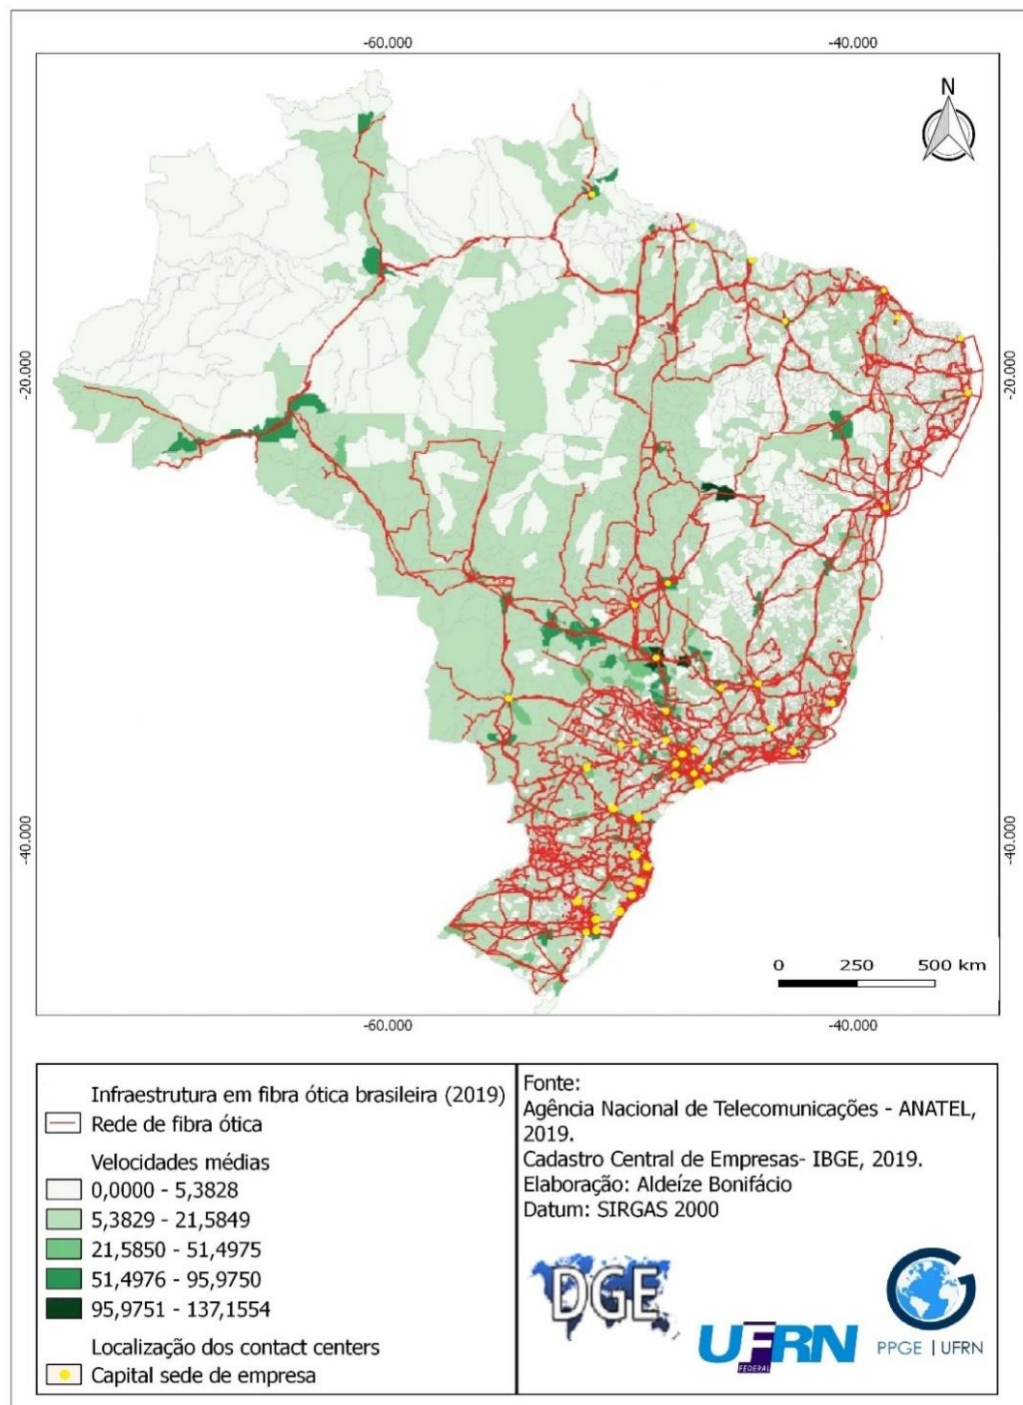 -60.000
-40.000
N
-20.000
-20.000
-40.000
-40.000
0 250 500 km
-60.000
-40.000
Infraestrutura em fibra ótica brasileira (2019)
Rede de fibra ótica
Velocidades médias
0,0000 - 5,3828
5,3829 - 21,5849
21,5850 - 51,4975
51,4976 - 95,9750
95,9751 - 137,1554
Localização dos contact centers
Capital sede de empresa
Fonte:
Agência Nacional de Telecomunicações - ANATEL,
2019.
Cadastro Central de Empresas- IBGE, 2019.
Elaboração: Aldeíze Bonifácio
Datum: SIRGAS 2000
DGE
UFRN
FEDERAL
PPGE | UFRN